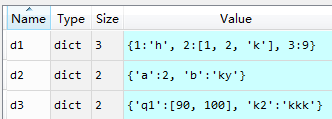 Name Type Size Value
d1 dict 3 {1:'h', 2:[1, 2, 'k'], 3:9}
d2 dict 2 {'a':2, 'b':'ky'}
d3 dict 2 {'q1':[90, 100], 'k2':'kkk'}